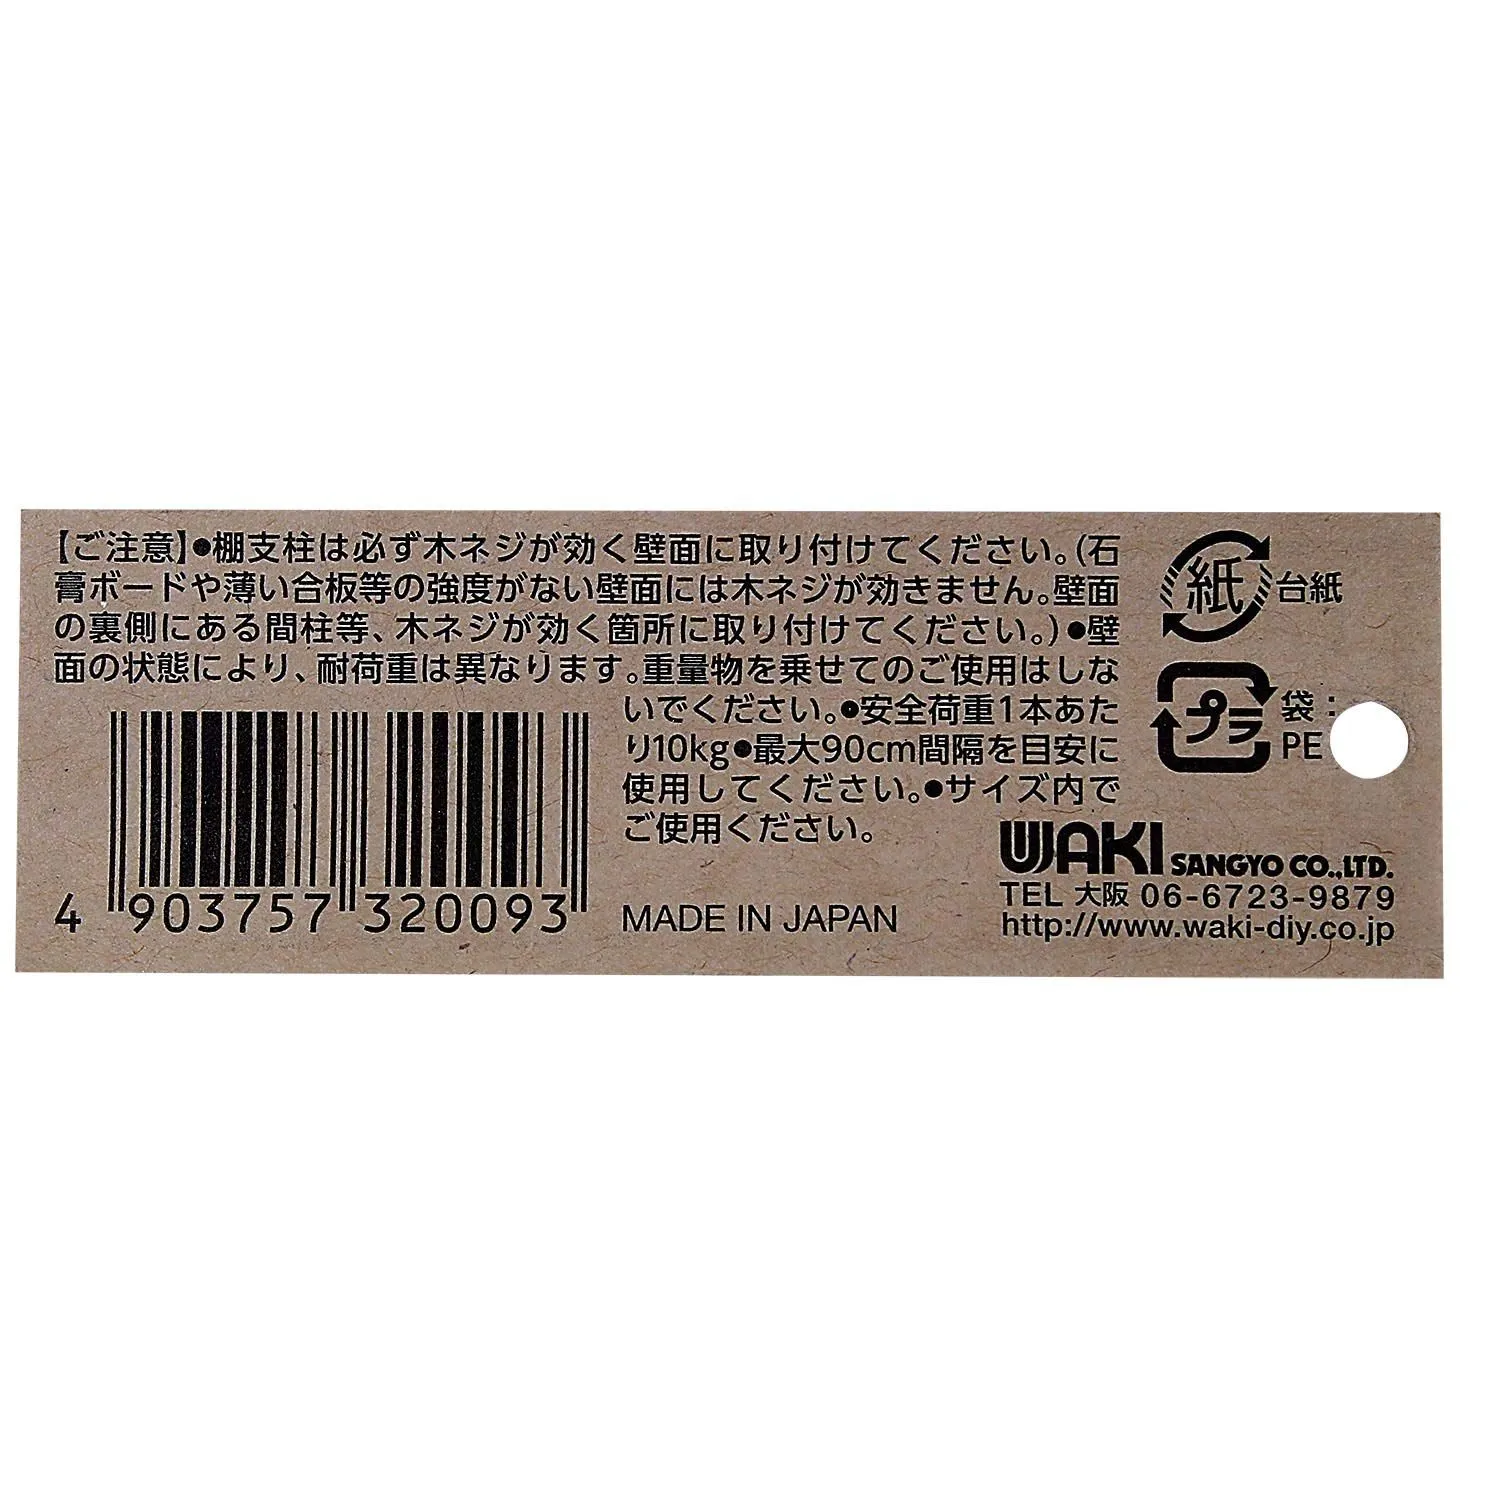 【ご注意】●棚支柱は必ず木ネジが効く壁面に取り付けてください。(石
膏ボードや薄い合板等の強度がない壁面には木ネジが効きません。壁面
の裏側にある間柱等、木ネジが効く箇所に取り付けてください。)●壁
面の状態により、耐荷重は異なります。重量物を乗せてのご使用はしな
いでください。●安全荷重1本あた
り10kg●最大90cm間隔を目安に
使用してください。●サイズ内で
ご使用ください。
4 903757 320093
MADE IN JAPAN
紙 台紙
プラ 袋:
PE
WAKI SANGYO CO.,LTD.
TEL 大阪 06-6723-9879
http://www.waki-diy.co.jp